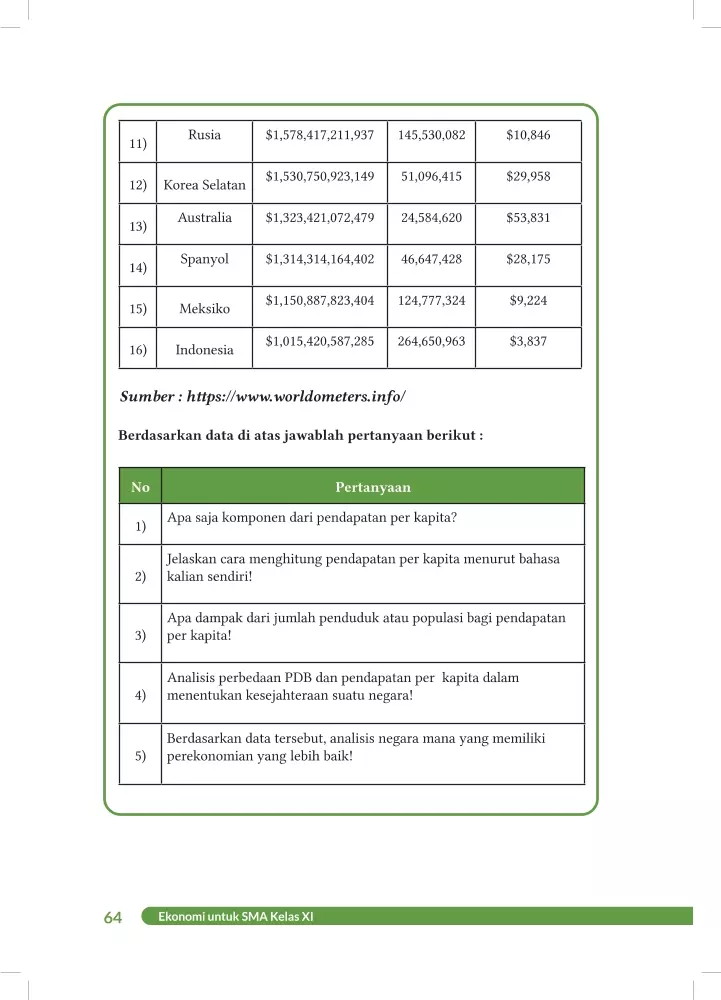 11) Rusia $1,578,417,211,937 145,530,082 $10,846
12) Korea Selatan $1,530,750,923,149 51,096,415 $29,958
13) Australia $1,323,421,072,479 24,584,620 $53,831
14) Spanyol $1,314,314,164,402 46,647,428 $28,175
15) Meksiko $1,150,887,823,404 124,777,324 $9,224
16) Indonesia $1,015,420,587,285 264,650,963 $3,837
Sumber : https://www.worldometers.info/
Berdasarkan data di atas jawablah pertanyaan berikut :
No Pertanyaan
1) Apa saja komponen dari pendapatan per kapita?
2) Jelaskan cara menghitung pendapatan per kapita menurut bahasa
kalian sendiri!
3) Apa dampak dari jumlah penduduk atau populasi bagi pendapatan
per kapita!
4) Analisis perbedaan PDB dan pendapatan per kapita dalam
menentukan kesejahteraan suatu negara!
5) Berdasarkan data tersebut, analisis negara mana yang memiliki
perekonomian yang lebih baik!
64 Ekonomi untuk SMA Kelas XI